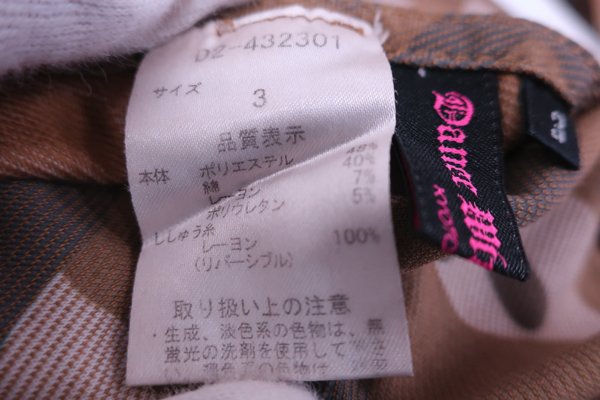 D2-432301
サイズ 3
品質表示
本体 ポリエステル 48%
綿 40%
レーヨン 7%
ポリウレタン 5%
ししゅう糸
レーヨン 100%
(リバーシブル)
取り扱い上の注意
・生成、淡色系の色物は、無
蛍光の洗剤を使用して
3